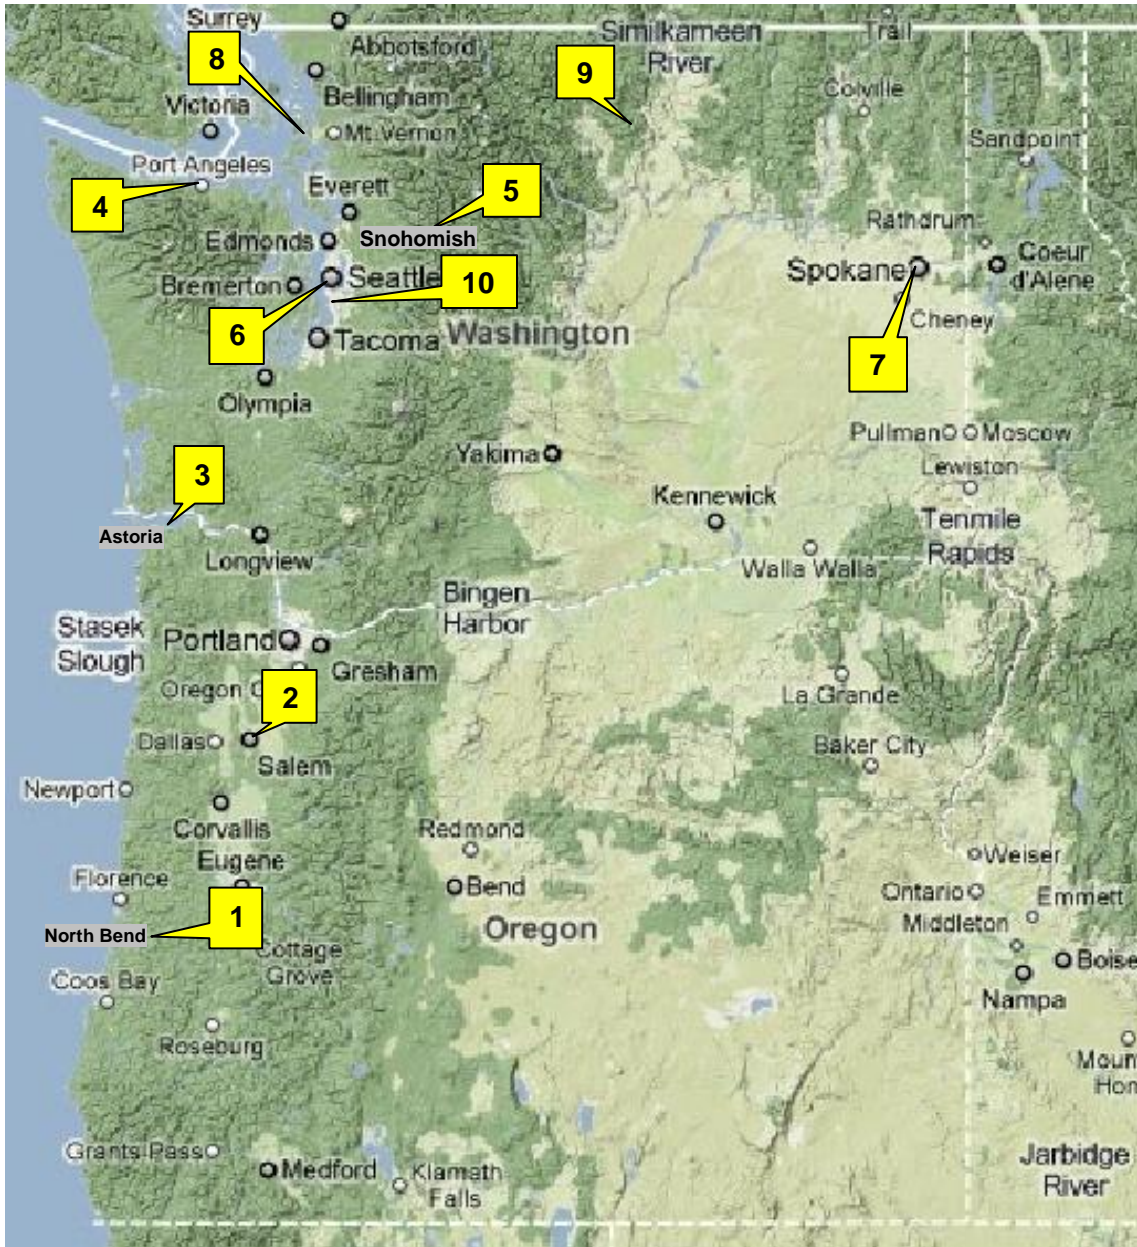 Surrey
Abbotsford
Similkameen
River
Trail
8
9
Bellingham
Colville
Victoria
Mt. Vernon
Sandpoint
Port Angeles
4
Everett
5
Rathdrum
Edmonds
Snohomish
Spokane
Coeur
d'Alene
Bremerton
Seattle
10
6
Tacoma
Washington
Cheney
7
Olympia
Pullman
Moscow
3
Yakima
Lewiston
Kennewick
Astoria
Tenmile
Rapids
Longview
Walla Walla
Bingen
Harbor
Stasek
Slough
Portland
Gresham
Oregon
2
La Grande
Dallas
Salem
Baker City
Newport
Corvallis
Redmond
Eugene
Weiser
Florence
Bend
Ontario
Emmett
1
Middleton
North Bend
Oregon
Cottage
Grove
Boise
Coos Bay
Nampa
Roseburg
Moun
Hom
Grants Pass
Medford
Klamath
Falls
Jarbidge
River